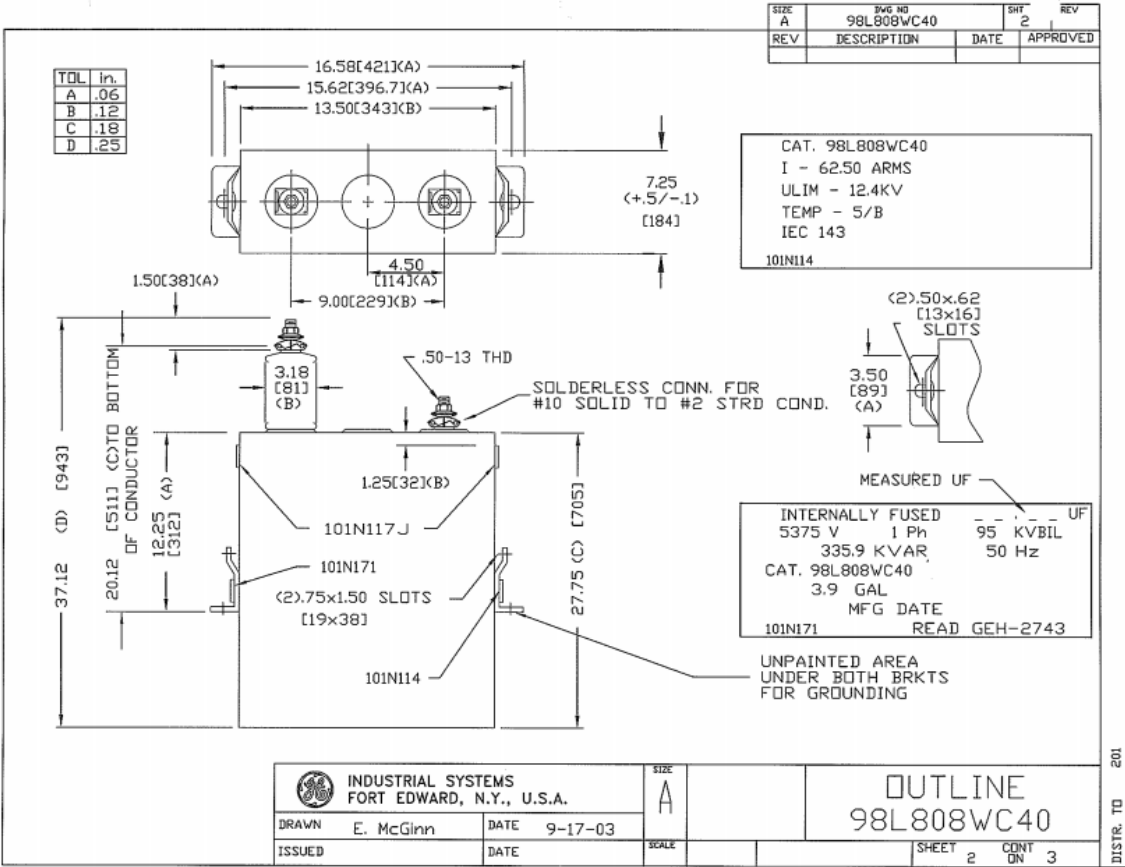 SIZE A
DWG NO 98L808WC40
SHT 2
REV
REV DESCRIPTION DATE APPROVED
TOL in.
A .06
B .12
C .18
D .25
16.58[421](A)
15.62[396.7](A)
13.50[343](B)
7.25
(+.5/-.1)
[184]
4.50
[114](A)
9.00[229](B)
CAT. 98L808WC40
I - 62.50 ARMS
ULIM - 12.4KV
TEMP - 5/B
IEC 143
101N114
1.50[38](A)
3.18
[81]
(B)
.50-13 THD
SOLDERLESS CONN. FOR
#10 SOLID TO #2 STRD COND.
(2).50x.62
[13x16]
SLOTS
3.50
[89]
(A)
37.12 (D) [943]
20.12 [511] (C)TO BOTTOM
OF CONDUCTOR
12.25 (A)
[312]
1.25[32](B)
101N117J
101N171
(2).75x1.50 SLOTS
[19x38]
101N114
27.75 (C) [705]
MEASURED UF
INTERNALLY FUSED _ _ . _ _ UF
5375 V 1 Ph 95 KVBIL
335.9 KVAR 50 Hz
CAT. 98L808WC40
3.9 GAL
MFG DATE
101N171 READ GEH-2743
UNPAINTED AREA
UNDER BOTH BRKTS
FOR GROUNDING
GE
INDUSTRIAL SYSTEMS
FORT EDWARD, N.Y., U.S.A.
DRAWN E. McGinn DATE 9-17-03
ISSUED DATE
SIZE
A
SCALE
OUTLINE
98L808WC40
SHEET 2 CONT ON 3
DISTR. TO 201